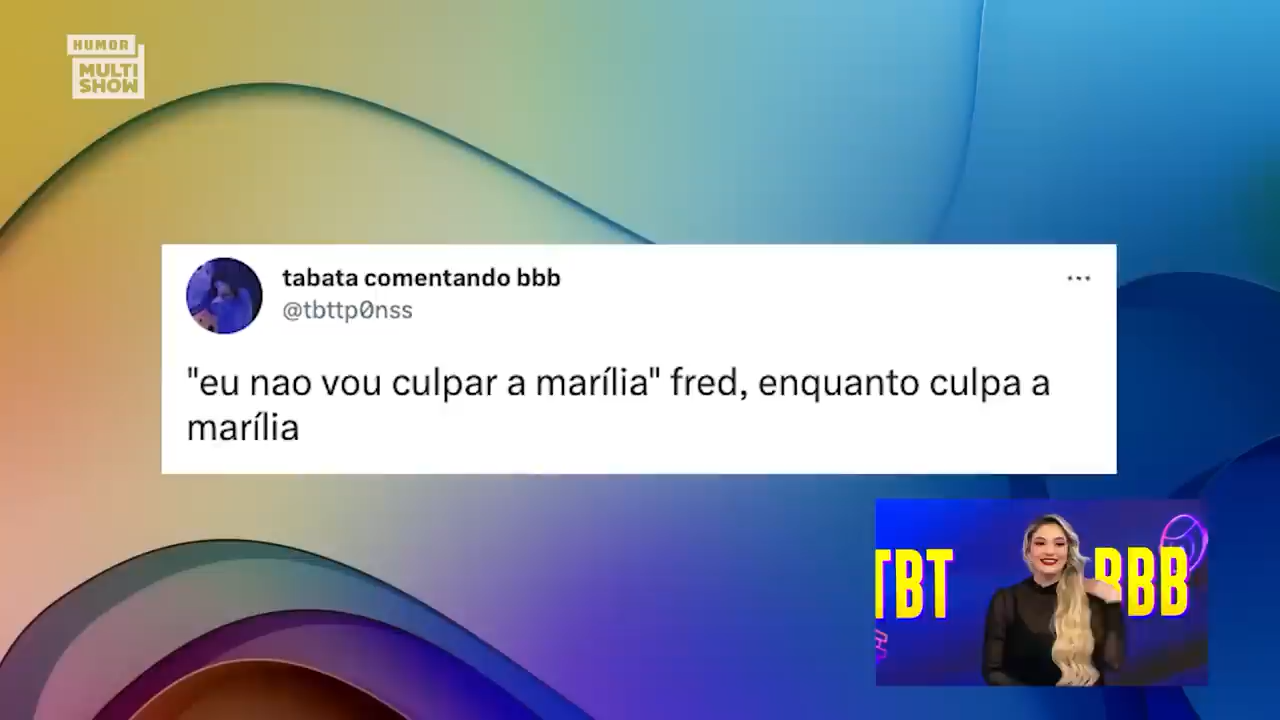 HUMOR
MULTI
SHOW
tabata comentando bbb
@tbttp0nss
"eu nao vou culpar a marília" fred, enquanto culpa a
marília
TBT BBB